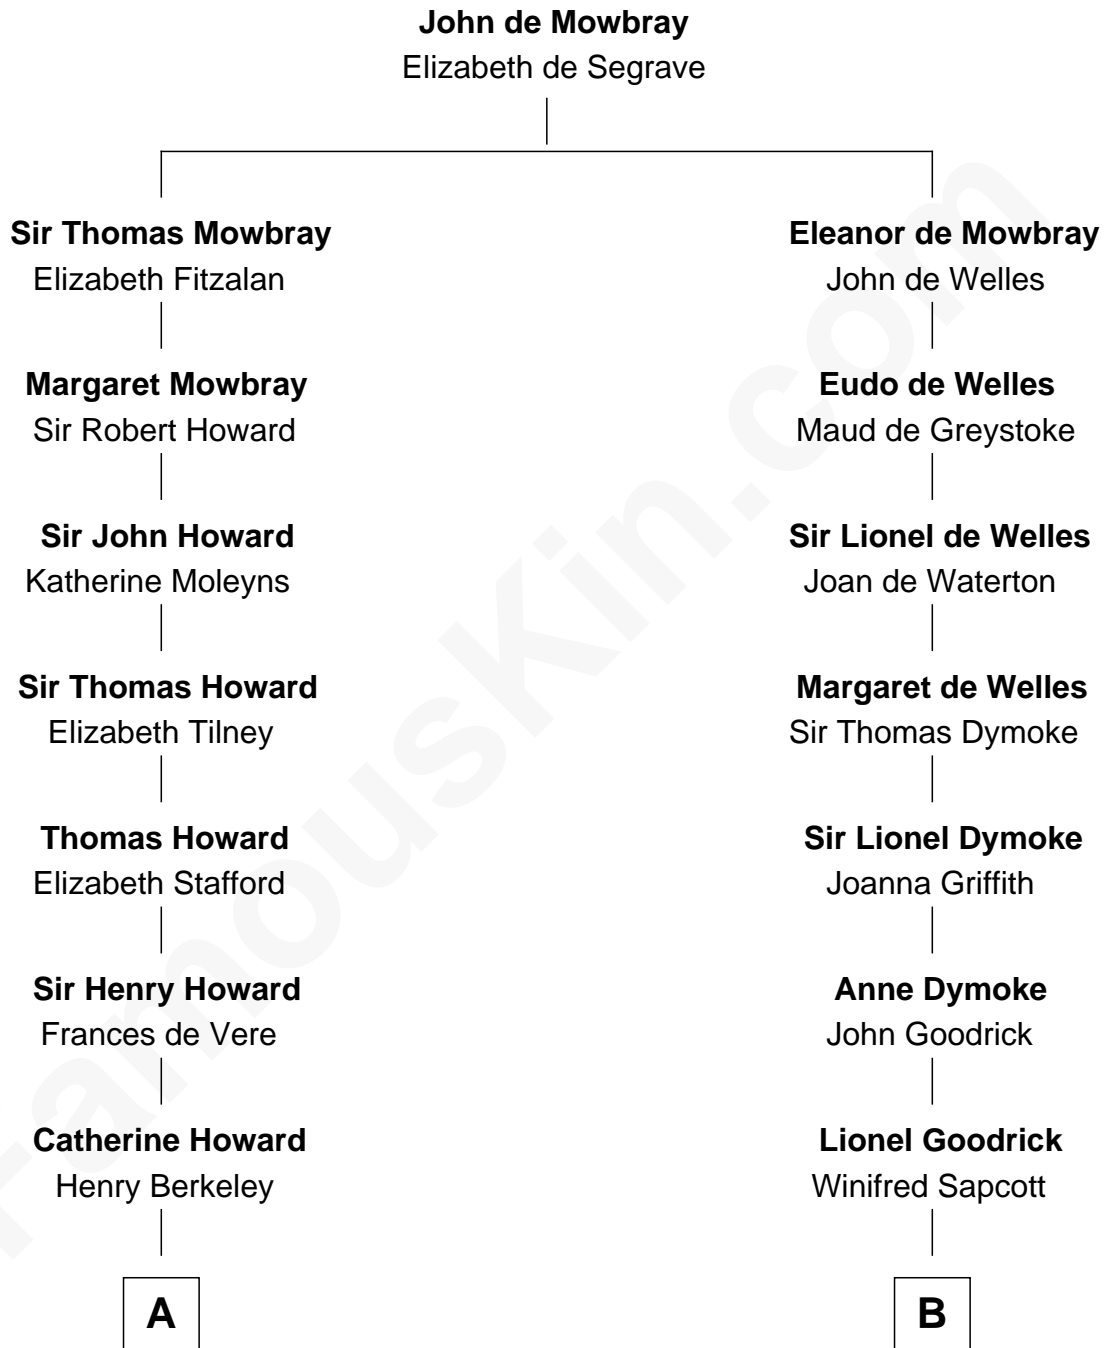 John de Mowbray
Elizabeth de Segrave
Sir Thomas Mowbray
Elizabeth Fitzalan
Margaret Mowbray
Sir Robert Howard
Sir John Howard
Katherine Moleyns
Sir Thomas Howard
Elizabeth Tilney
Thomas Howard
Elizabeth Stafford
Sir Henry Howard
Frances de Vere
Catherine Howard
Henry Berkeley
A
Eleanor de Mowbray
John de Welles
Eudo de Welles
Maud de Greystoke
Sir Lionel de Welles
Joan de Waterton
Margaret de Welles
Sir Thomas Dymoke
Sir Lionel Dymoke
Joanna Griffith
Anne Dymoke
John Goodrick
Lionel Goodrick
Winifred Sapcott
B
FamousKin.com